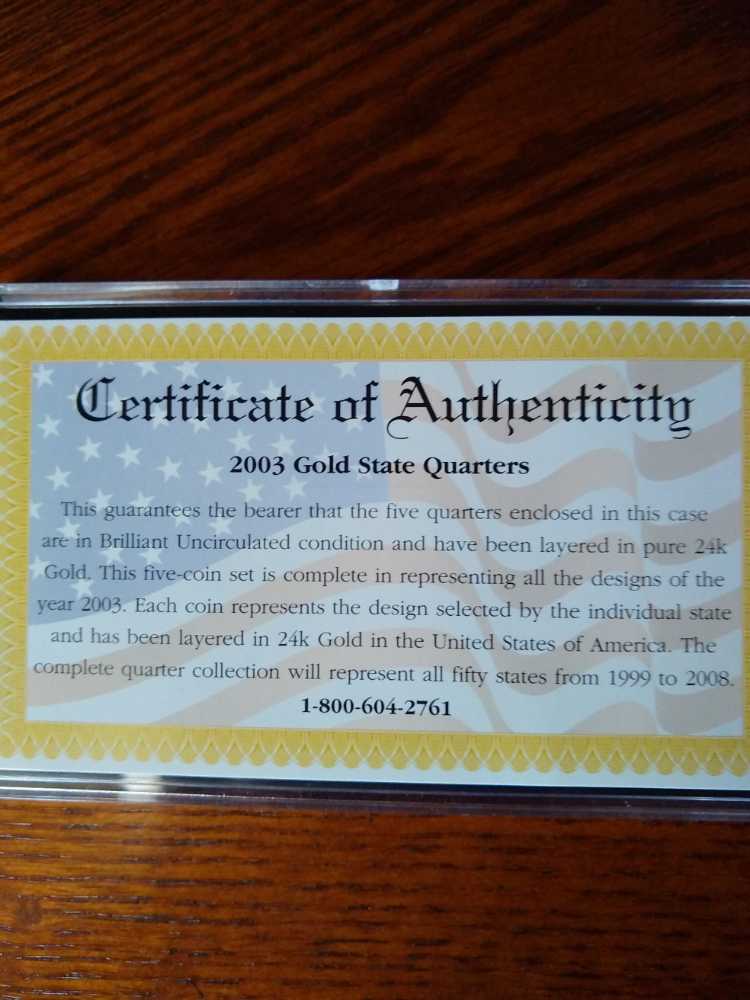 Certificate of Authenticity
2003 Gold State Quarters
This guarantees the bearer that the five quarters enclosed in this case
are in Brilliant Uncirculated condition and have been layered in pure 24k
Gold. This five-coin set is complete in representing all the designs of the
year 2003. Each coin represents the design selected by the individual state
and has been layered in 24k Gold in the United States of America. The
complete quarter collection will represent all fifty states from 1999 to 2008.
1-800-604-2761